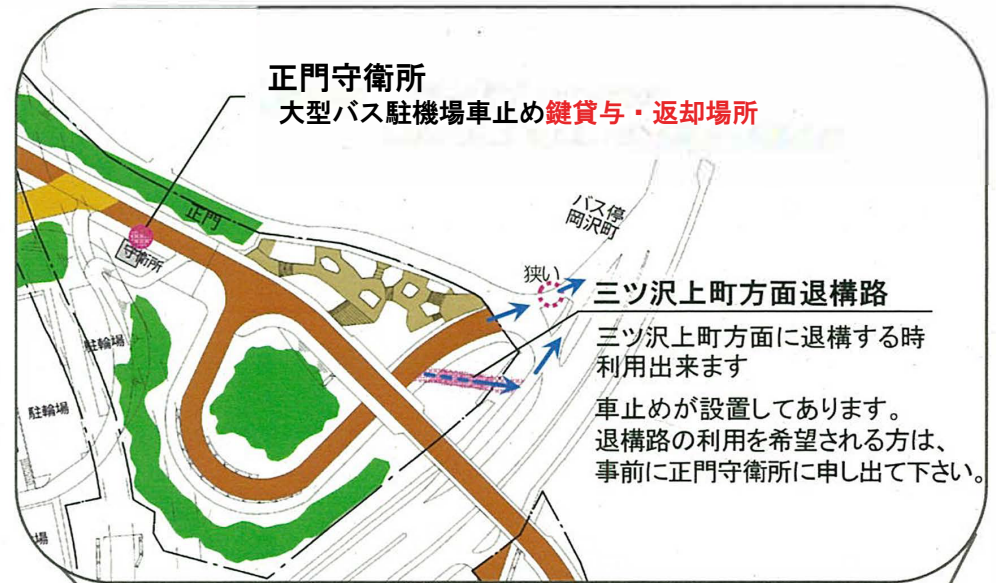 正門守衛所
大型バス駐機場車止め鍵貸与・返却場所
正門
守衛所
バス停
岡沢町
狭い
三ツ沢上町方面退構路
三ツ沢上町方面に退構する時
利用出来ます
車止めが設置してあります。
退構路の利用を希望される方は、
事前に正門守衛所に申し出て下さい。
駐輪場
駐輪場
場